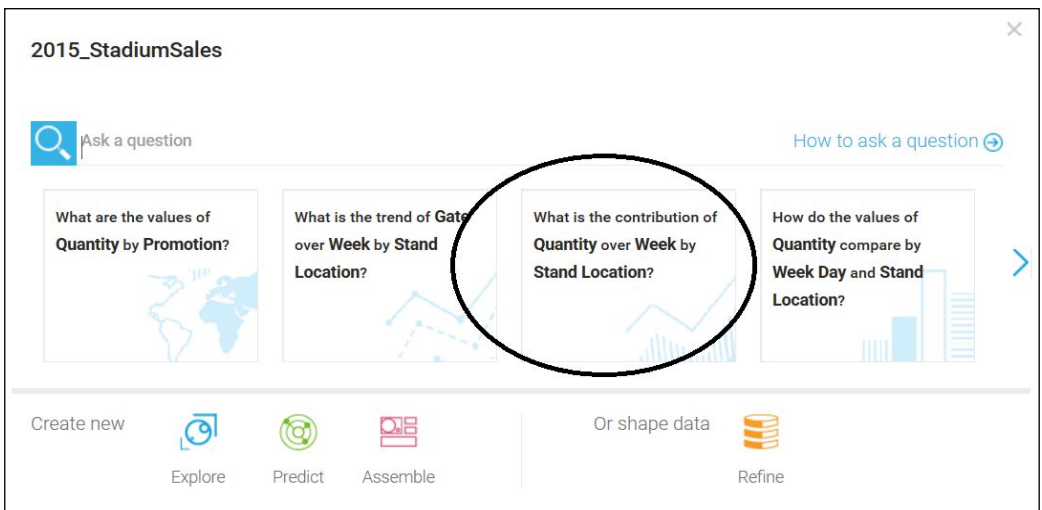 2015_StadiumSales
Ask a question
How to ask a question
What are the values of
Quantity by Promotion?
What is the trend of Gate
over Week by Stand
Location?
What is the contribution of
Quantity over Week by
Stand Location?
How do the values of
Quantity compare by
Week Day and Stand
Location?
Create new
Explore
Predict
Assemble
Or shape data
Refine